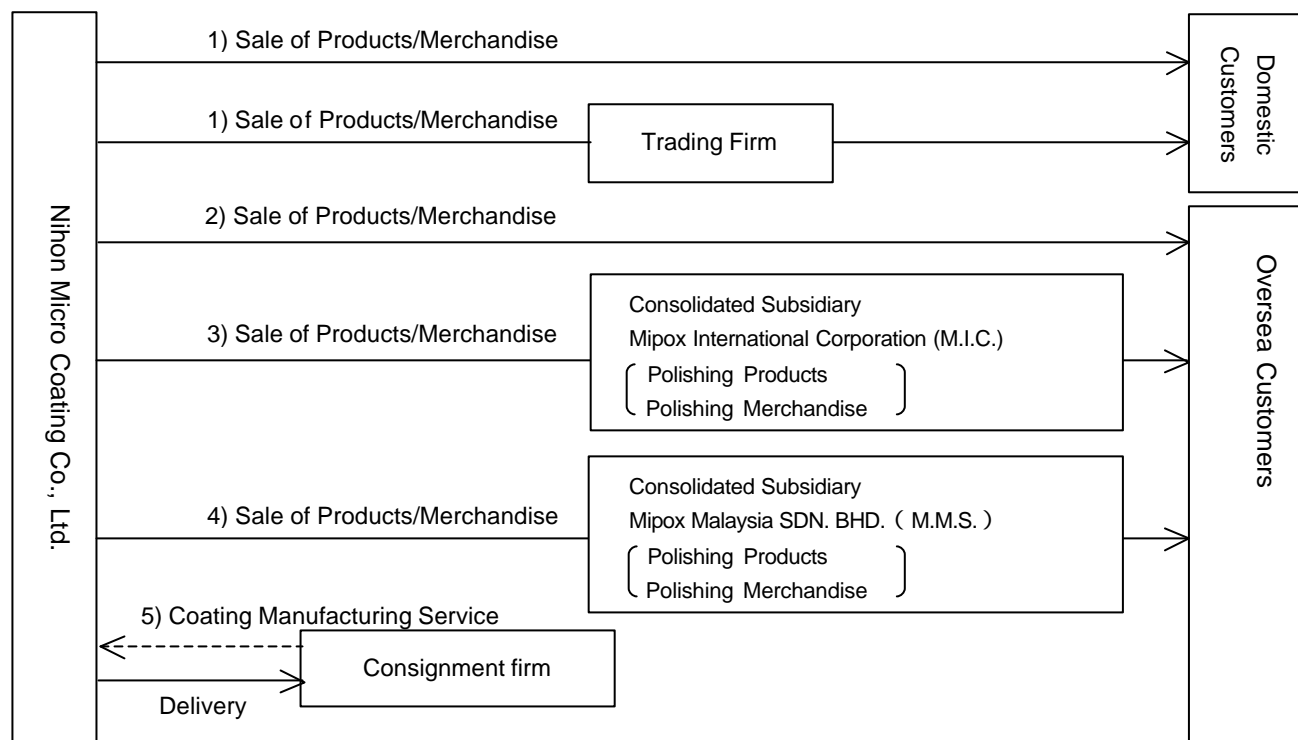 1) Sale of Products/Merchandise
1) Sale of Products/Merchandise
Trading Firm
Domestic
Customers
Nihon Micro Coating Co., Ltd.
2) Sale of Products/Merchandise
Oversea Customers
3) Sale of Products/Merchandise
Consolidated Subsidiary
Mipox International Corporation (M.I.C.)
Polishing Products
Polishing Merchandise
4) Sale of Products/Merchandise
Consolidated Subsidiary
Mipox Malaysia SDN. BHD. ( M.M.S. )
Polishing Products
Polishing Merchandise
5) Coating Manufacturing Service
Consignment firm
Delivery